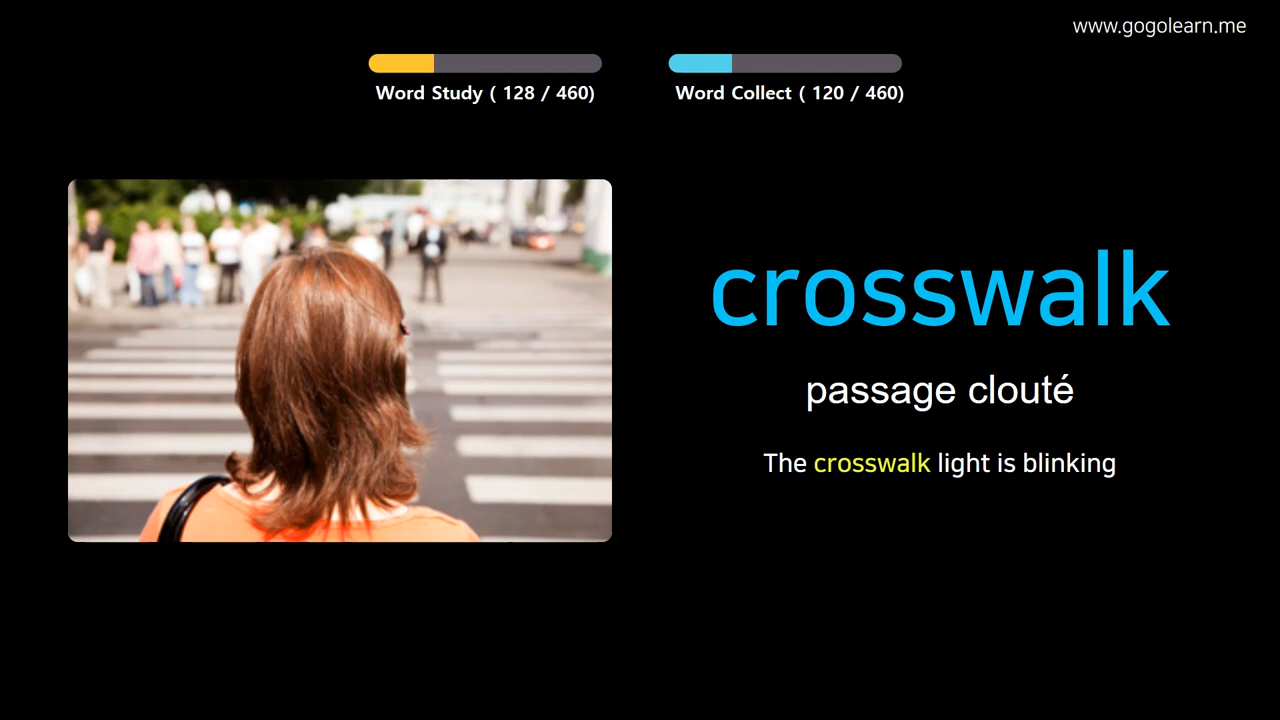 www.gogolearn.me
Word Study ( 128 / 460)
Word Collect ( 120 / 460)
crosswalk
passage clouté
The crosswalk light is blinking